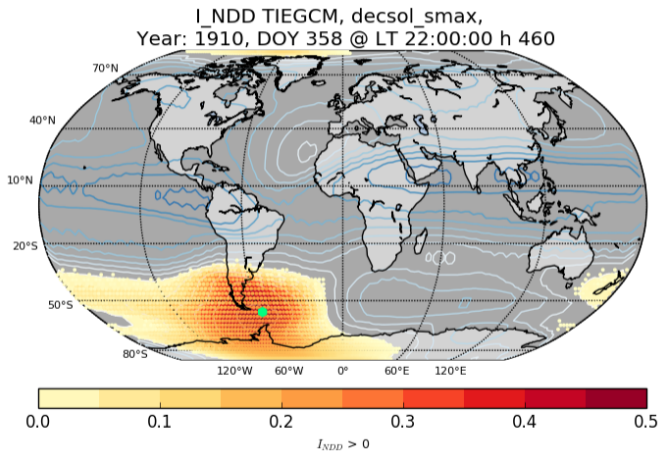 I_NDD TIEGCM, decsol_smax,
Year: 1910, DOY 358 @ LT 22:00:00 h 460
70°N
40°N
10°N
20°S
50°S
80°S
120°W 60°W 0° 60°E 120°E
0.0 0.1 0.2 0.3 0.4 0.5
I_NDD > 0